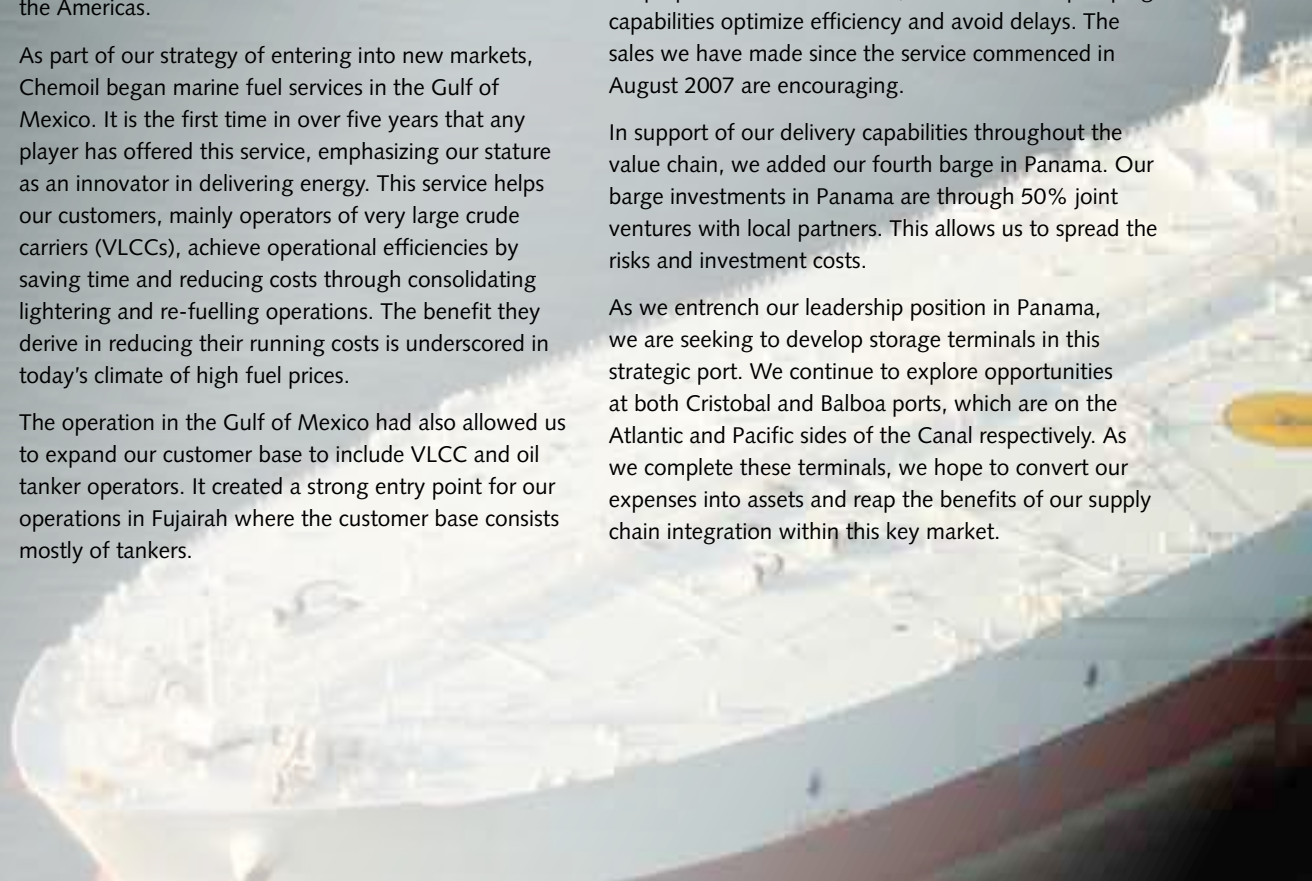 the Americas.
As part of our strategy of entering into new markets,
Chemoil began marine fuel services in the Gulf of
Mexico. It is the first time in over five years that any
player has offered this service, emphasizing our stature
as an innovator in delivering energy. This service helps
our customers, mainly operators of very large crude
carriers (VLCCs), achieve operational efficiencies by
saving time and reducing costs through consolidating
lightering and re-fuelling operations. The benefit they
derive in reducing their running costs is underscored in
today's climate of high fuel prices.
The operation in the Gulf of Mexico had also allowed us
to expand our customer base to include VLCC and oil
tanker operators. It created a strong entry point for our
operations in Fujairah where the customer base consists
mostly of tankers.
capabilities optimize efficiency and avoid delays. The
sales we have made since the service commenced in
August 2007 are encouraging.
In support of our delivery capabilities throughout the
value chain, we added our fourth barge in Panama. Our
barge investments in Panama are through 50% joint
ventures with local partners. This allows us to spread the
risks and investment costs.
As we entrench our leadership position in Panama,
we are seeking to develop storage terminals in this
strategic port. We continue to explore opportunities
at both Cristobal and Balboa ports, which are on the
Atlantic and Pacific sides of the Canal respectively. As
we complete these terminals, we hope to convert our
expenses into assets and reap the benefits of our supply
chain integration within this key market.